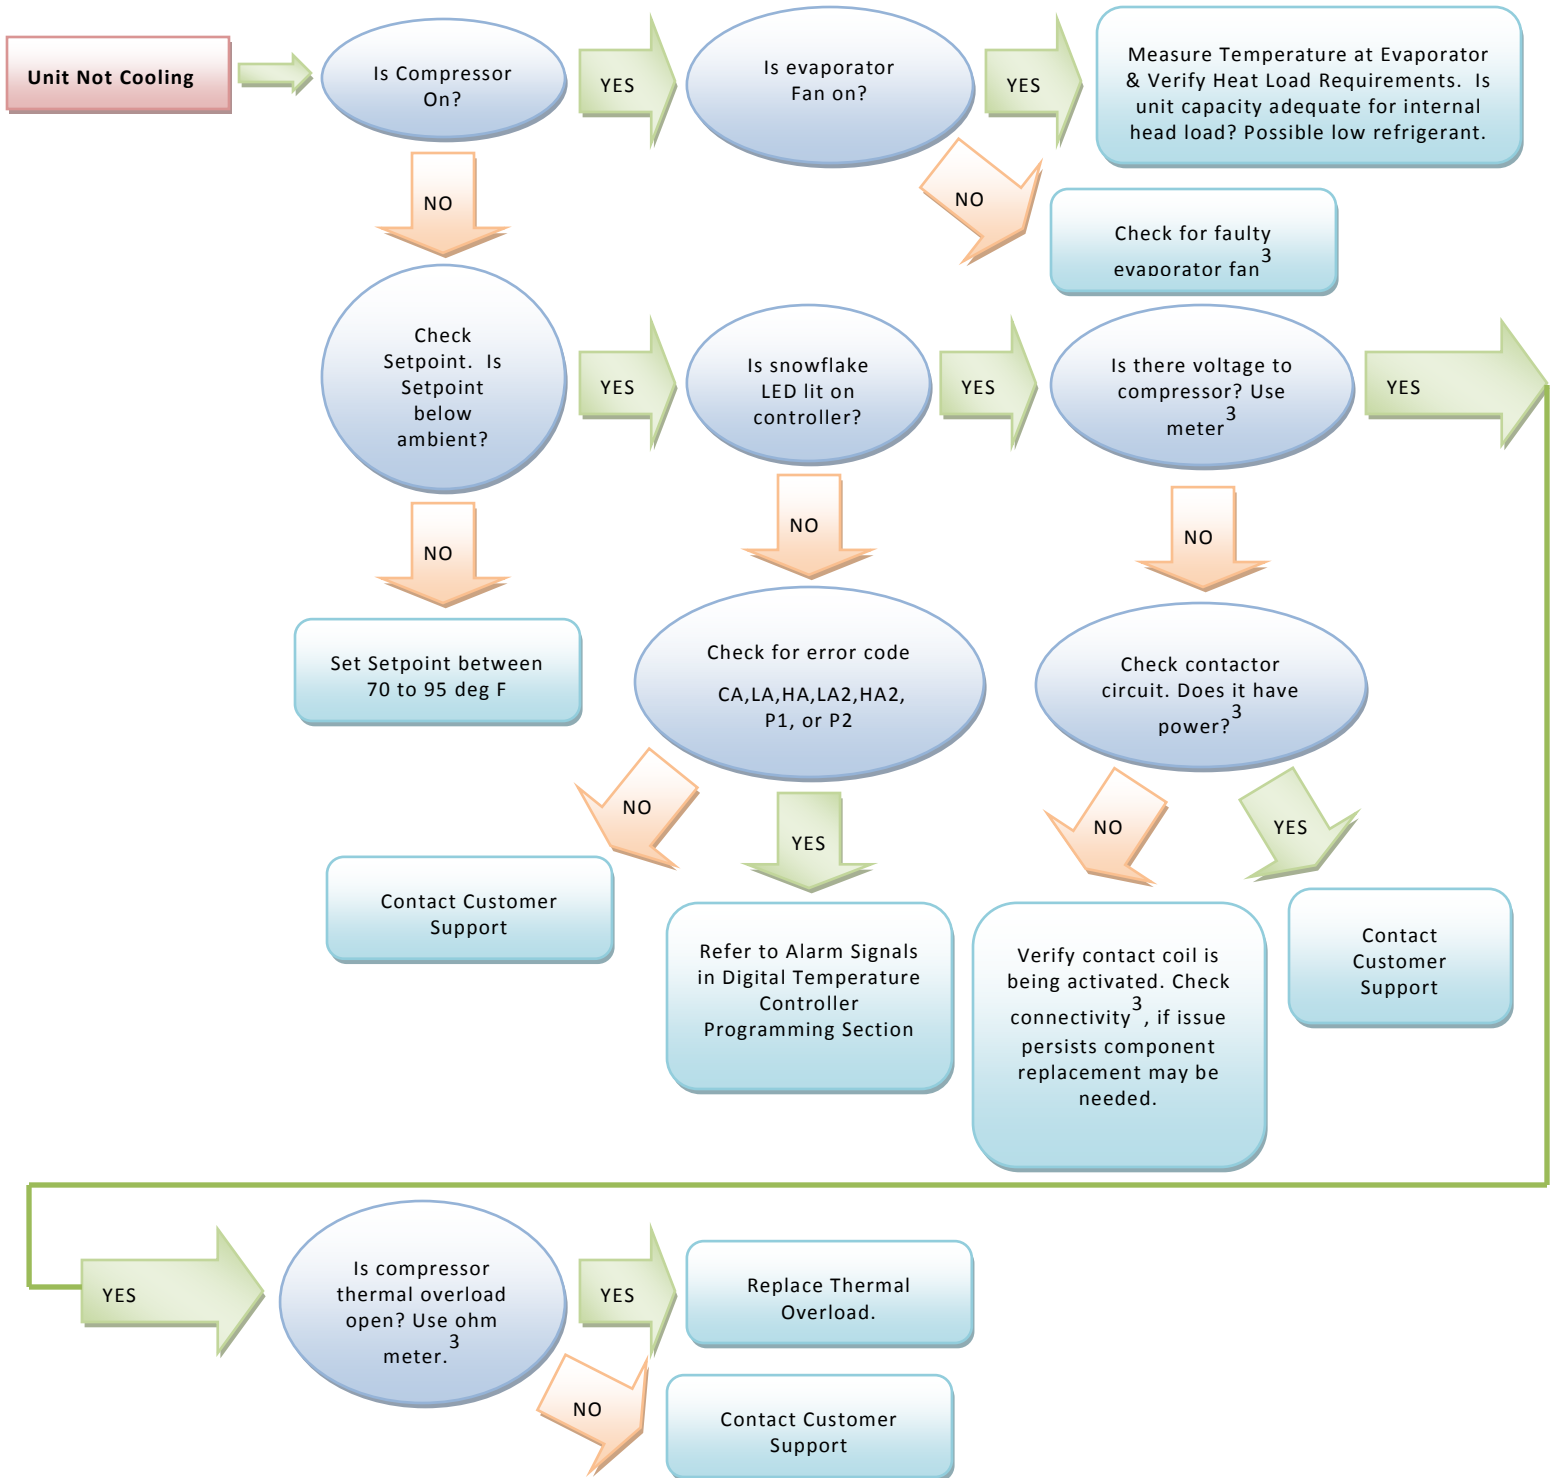 Unit Not Cooling
Is Compressor
On?
YES
Is evaporator
Fan on?
YES
Measure Temperature at Evaporator
& Verify Heat Load Requirements. Is
unit capacity adequate for internal
head load? Possible low refrigerant.
NO
NO
Check for faulty
evaporator fan3
Check
Setpoint. Is
Setpoint
below
ambient?
YES
Is snowflake
LED lit on
controller?
YES
Is there voltage to
compressor? Use
meter3
YES
NO
NO
NO
Set Setpoint between
70 to 95 deg F
Check for error code
CA,LA,HA,LA2,HA2,
P1, or P2
Check contactor
circuit. Does it have
power?3
NO
YES
NO
YES
Contact Customer
Support
Refer to Alarm Signals
in Digital Temperature
Controller
Programming Section
Verify contact coil is
being activated. Check
connectivity3, if issue
persists component
replacement may be
needed.
Contact
Customer
Support
YES
Is compressor
thermal overload
open? Use ohm
meter.3
YES
Replace Thermal
Overload.
NO
Contact Customer
Support